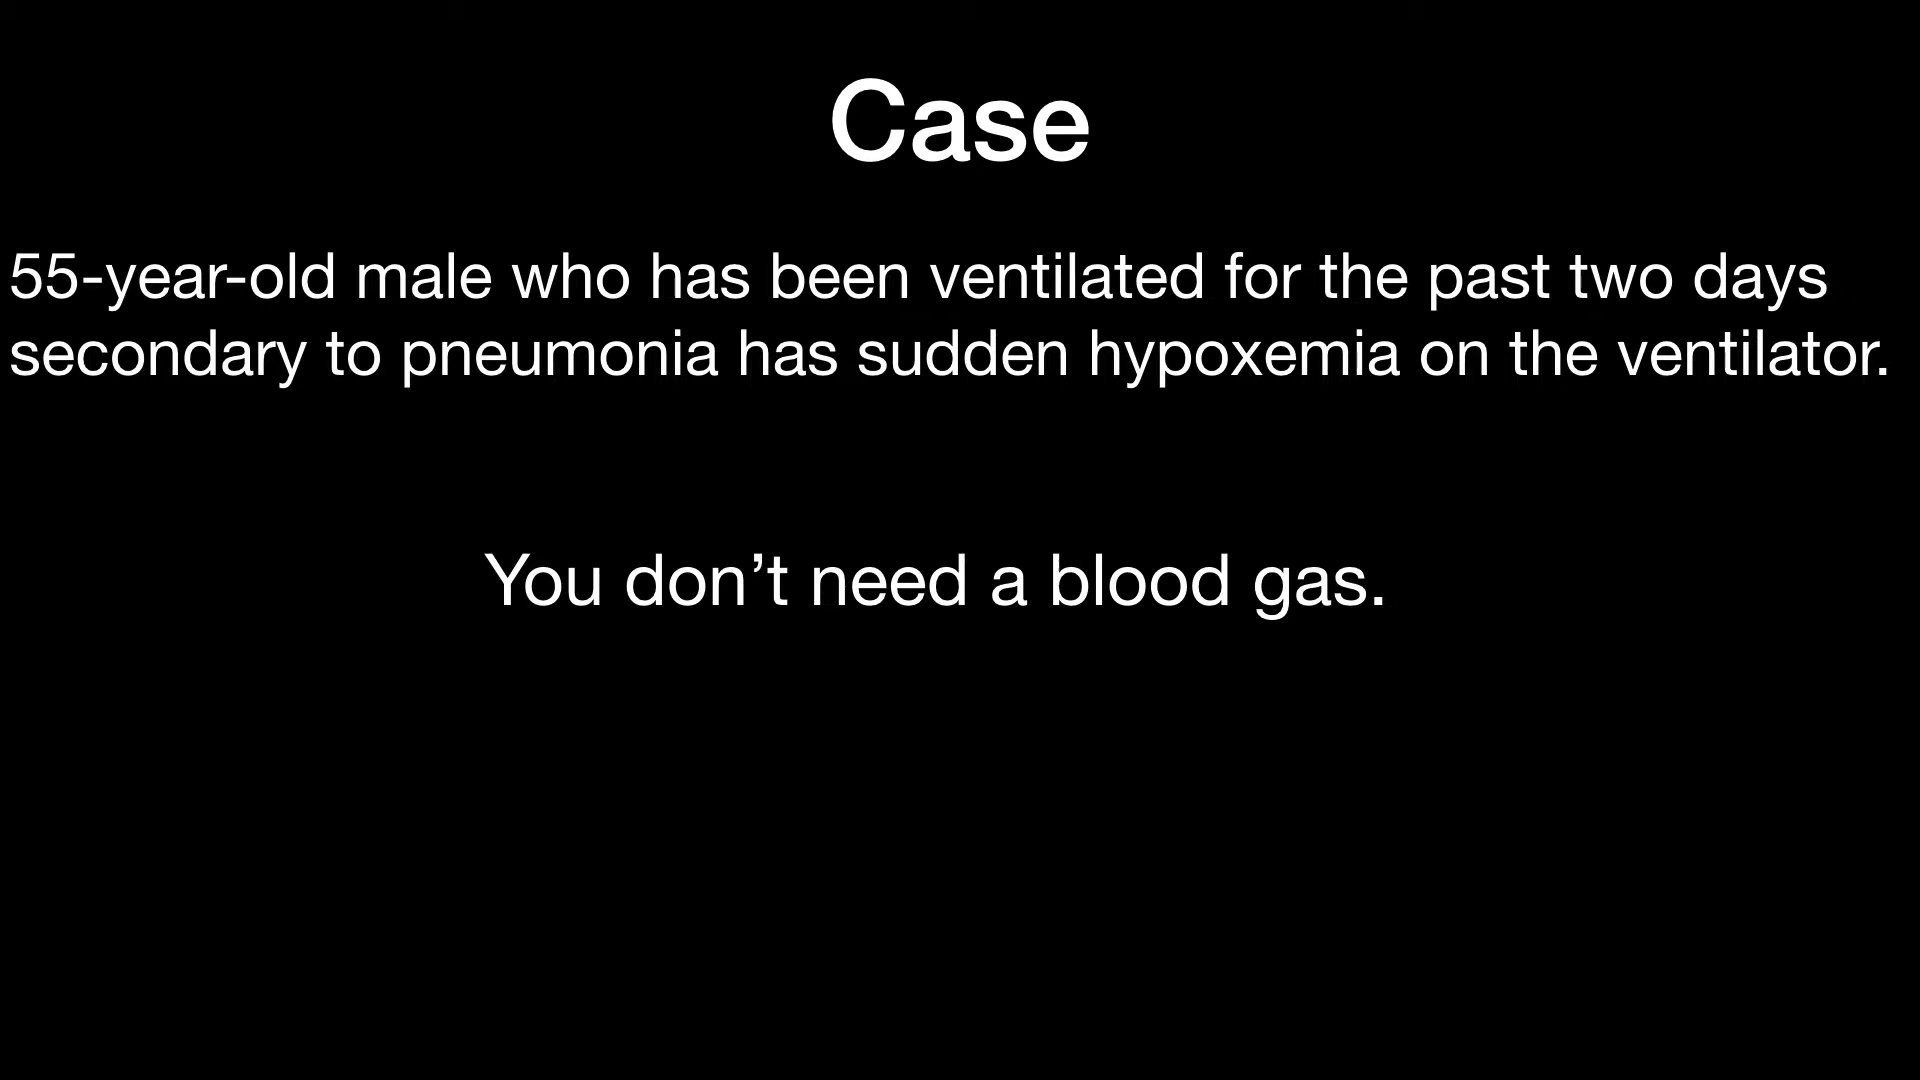 Case
55-year-old male who has been ventilated for the past two days
secondary to pneumonia has sudden hypoxemia on the ventilator.
You don’t need a blood gas.